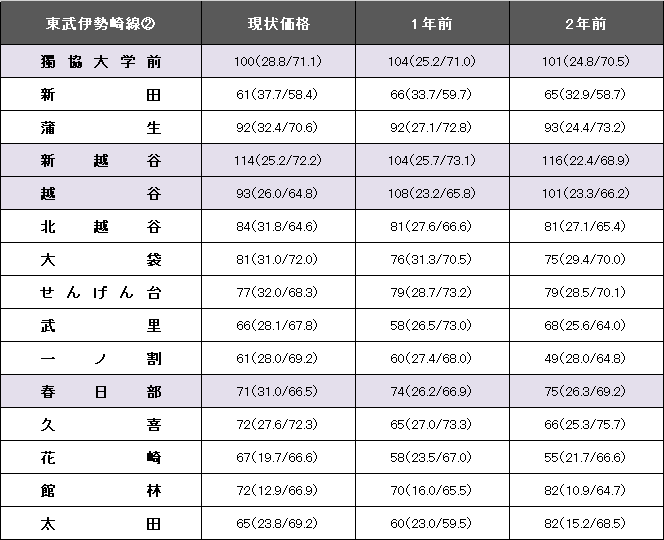 東武伊勢崎線② 現状価格 1年前 2年前
獨協大学前 100(28.8/71.1) 104(25.2/71.0) 101(24.8/70.5)
新田 61(37.7/58.4) 66(33.7/59.7) 65(32.9/58.7)
蒲生 92(32.4/70.6) 92(27.1/72.8) 93(24.4/73.2)
新越谷 114(25.2/72.2) 104(25.7/73.1) 116(22.4/68.9)
越谷 93(26.0/64.8) 108(23.2/65.8) 101(23.3/66.2)
北越谷 84(31.8/64.6) 81(27.6/66.6) 81(27.1/65.4)
大袋 81(31.0/72.0) 76(31.3/70.5) 75(29.4/70.0)
せんげん台 77(32.0/68.3) 79(28.7/73.2) 79(28.5/70.1)
武里 66(28.1/67.8) 58(26.5/73.0) 68(25.6/64.0)
一ノ割 61(28.0/69.2) 60(27.4/68.0) 49(28.0/64.8)
春日部 71(31.0/66.5) 74(26.2/66.9) 75(26.3/69.2)
久喜 72(27.6/72.3) 65(27.0/73.3) 66(25.3/75.7)
花崎 67(19.7/66.6) 58(23.5/67.0) 55(21.7/66.6)
館林 72(12.9/66.9) 70(16.0/65.5) 82(10.9/64.7)
太田 65(23.8/69.2) 60(23.0/59.5) 82(15.2/68.5)